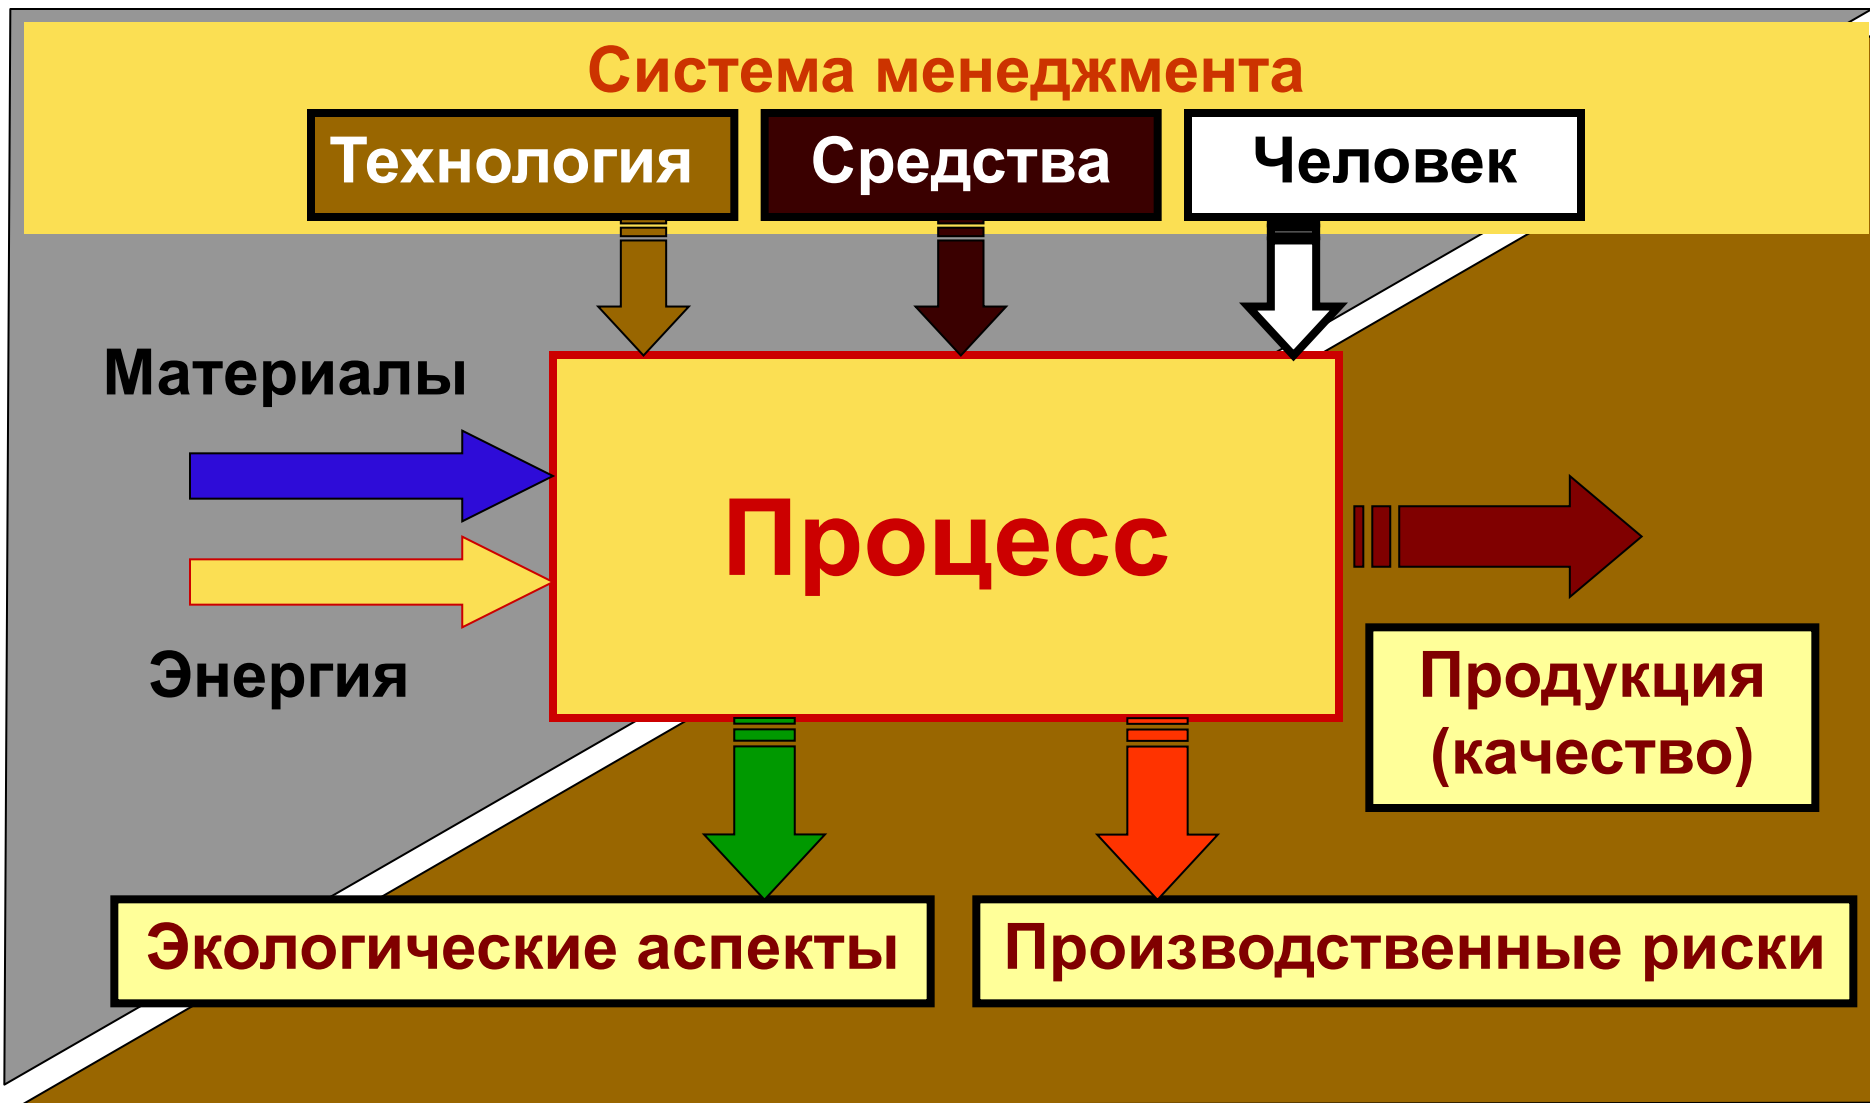 Система менеджмента
Технология
Средства
Человек
Материалы
Процесс
Энергия
Продукция
(качество)
Экологические аспекты
Производственные риски